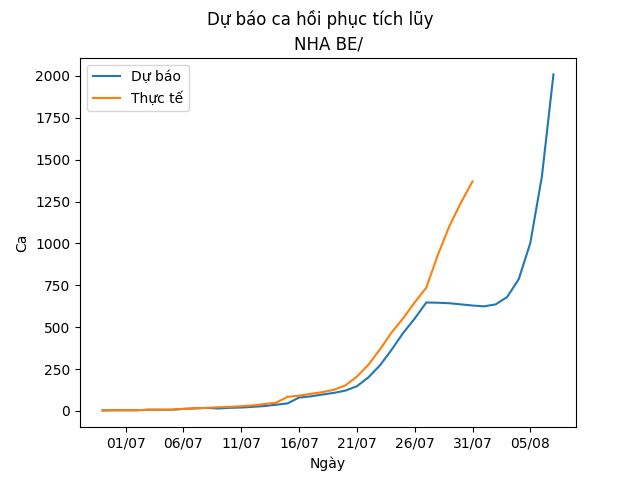 Dự báo ca hồi phục tích lũy
NHA BE/
Dự báo
Thực tế
2000
1750
1500
1250
1000
750
500
250
0
Ca
01/07 06/07 11/07 16/07 21/07 26/07 31/07 05/08
Ngày